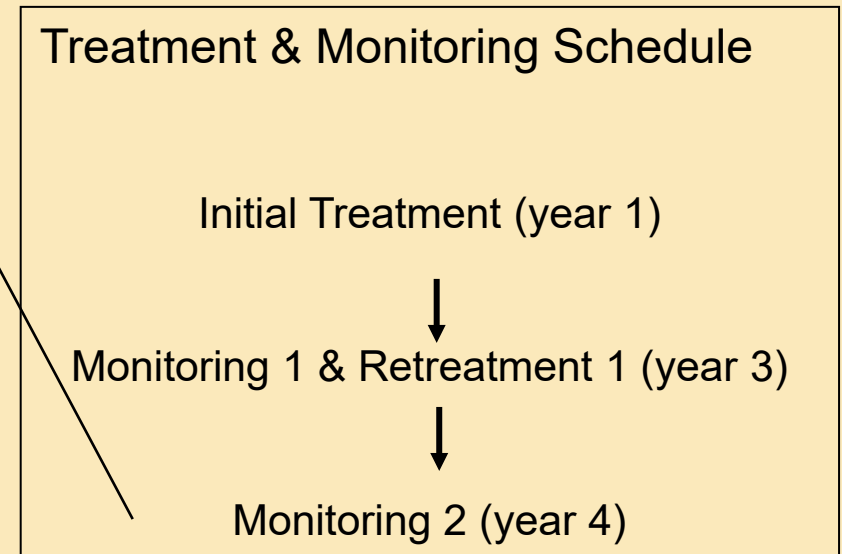 Treatment & Monitoring Schedule
Initial Treatment (year 1)
Monitoring 1 & Retreatment 1 (year 3)
Monitoring 2 (year 4)